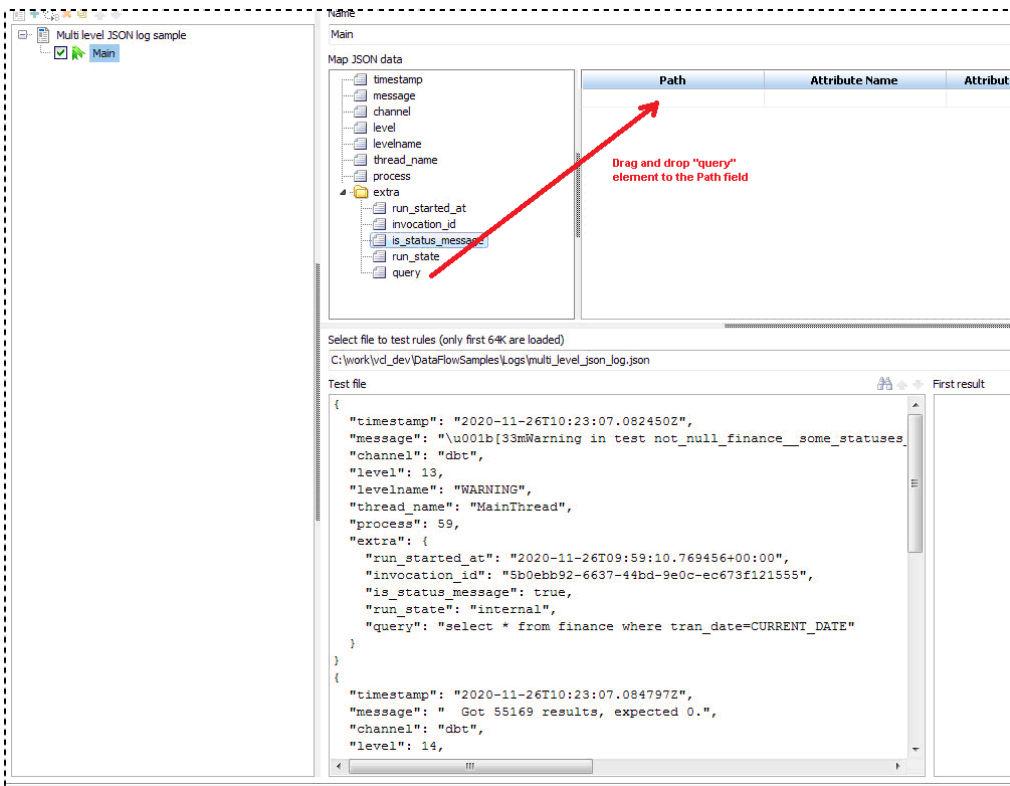 Name
Multi level JSON log sample
Main
Main
Map JSON data
timestamp
message
channel
level
levelname
thread_name
process
extra
run_started_at
invocation_id
is_status_message
run_state
query
Path Attribute Name Attribut
Drag and drop "query"
element to the Path field
Select file to test rules (only first 64K are loaded)
C:\work\vcl_dev\DataFlowSamples\Logs\multi_level_json_log.json
Test file
First result
{
"timestamp": "2020-11-26T10:23:07.082450Z",
"message": "\u001b[33mWarning in test not_null_finance__some_statuses_
"channel": "dbt",
"level": 13,
"levelname": "WARNING",
"thread_name": "MainThread",
"process": 59,
"extra": {
"run_started_at": "2020-11-26T09:59:10.769456+00:00",
"invocation_id": "5b0ebb92-6637-44bd-9e0c-ec673f121555",
"is_status_message": true,
"run_state": "internal",
"query": "select * from finance where tran_date=CURRENT_DATE"
}
}
{
"timestamp": "2020-11-26T10:23:07.084797Z",
"message": "  Got 55169 results, expected 0.",
"channel": "dbt",
"level": 14,